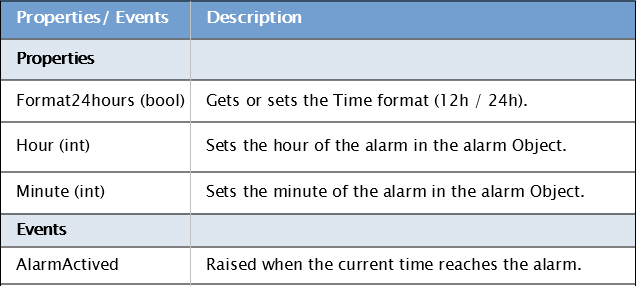 Properties/ Events Description
Properties
Format24hours (bool) Gets or sets the Time format (12h / 24h).
Hour (int) Sets the hour of the alarm in the alarm Object.
Minute (int) Sets the minute of the alarm in the alarm Object.
Events
AlarmActived Raised when the current time reaches the alarm.